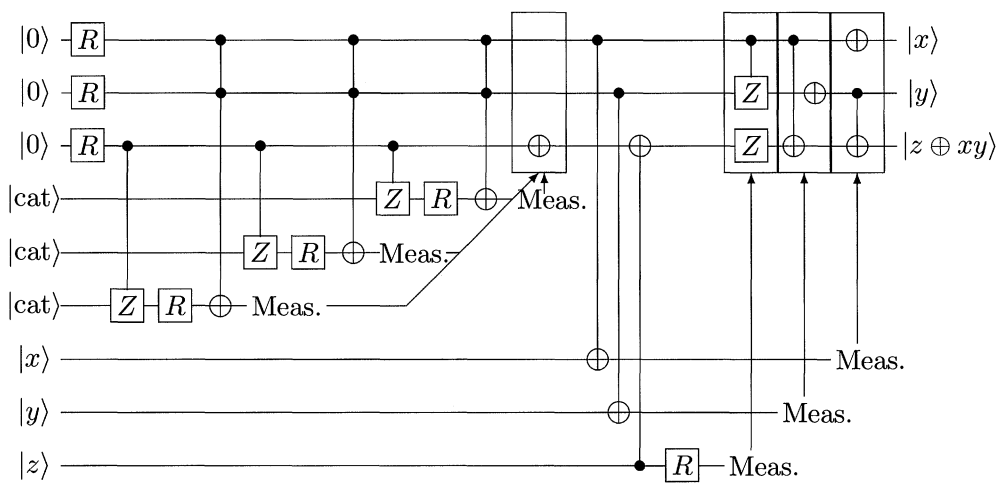 |0⟩ R |x⟩
|0⟩ R Z |y⟩
|0⟩ R Z |z ⊕ xy⟩
|cat⟩ Z R Meas.
|cat⟩ Z R Meas.
|cat⟩ Z R Meas.
|x⟩ Meas.
|y⟩ Meas.
|z⟩ R Meas.